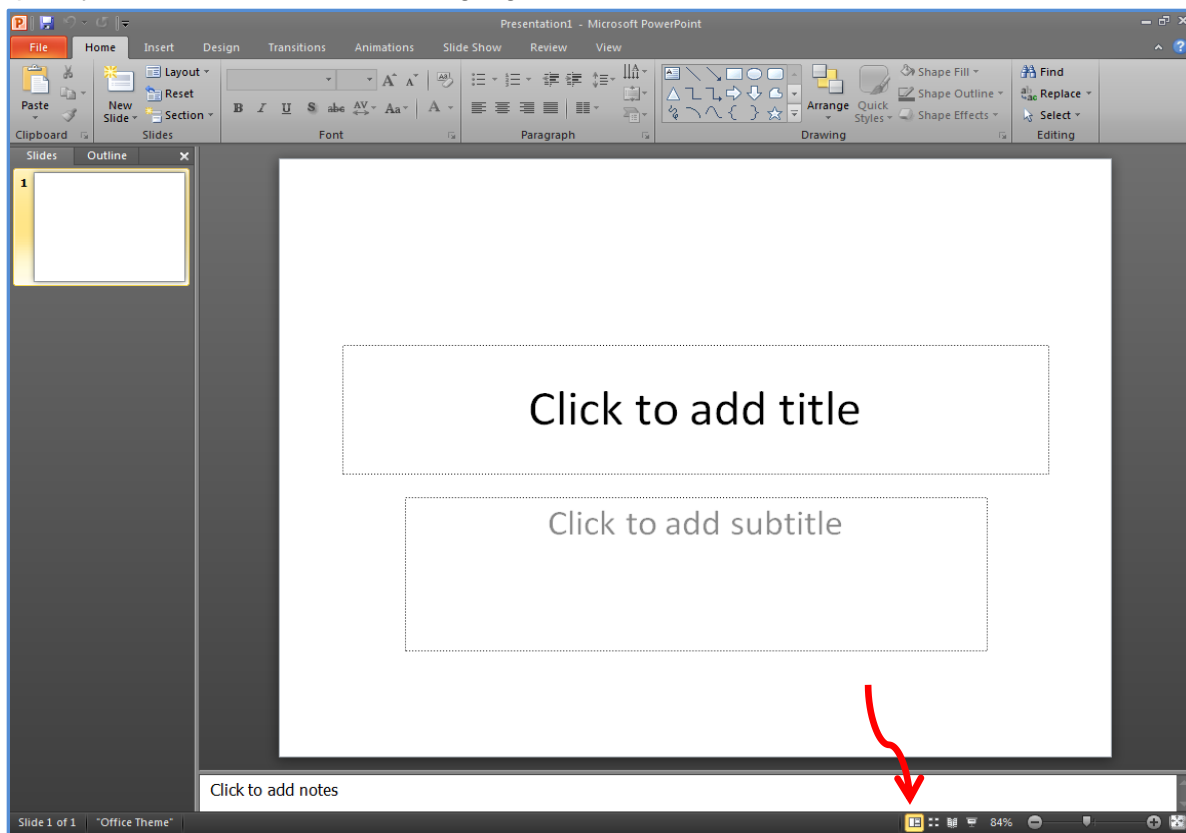 Presentation1 - Microsoft PowerPoint
File Home Insert Design Transitions Animations Slide Show Review View
Layout
Reset
Section
Paste
New
Slide
Find
Replace
Select
Arrange
Quick
Styles
Shape Fill
Shape Outline
Shape Effects
Clipboard Slides Font Paragraph Drawing Editing
Slides Outline
1
Click to add title
Click to add subtitle
Click to add notes
Slide 1 of 1 "Office Theme" 84%